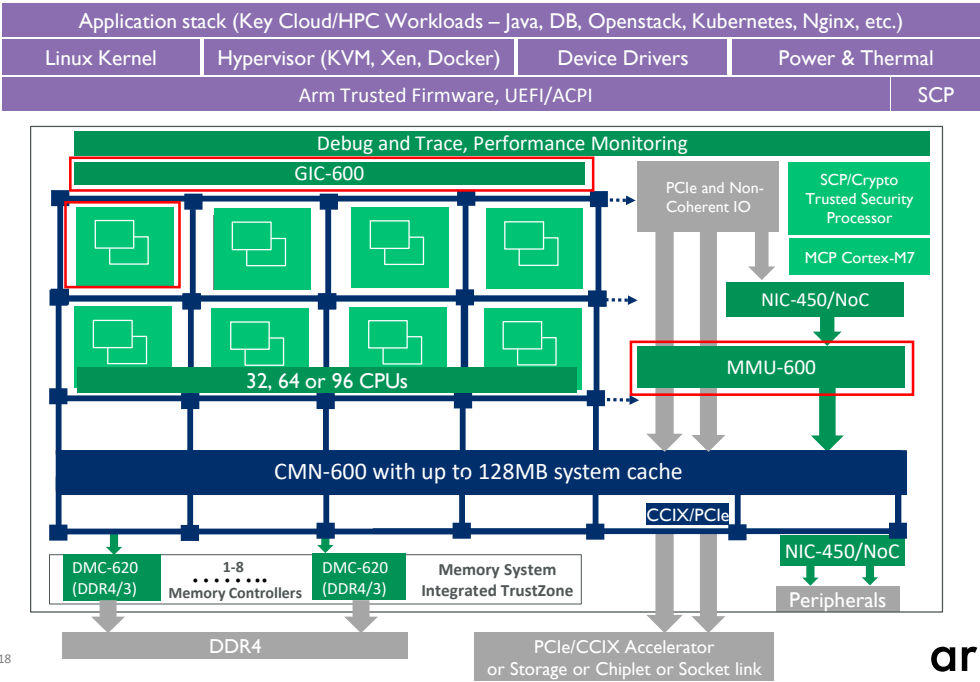 Application stack (Key Cloud/HPC Workloads – Java, DB, Openstack, Kubernetes, Nginx, etc.)
Linux Kernel
Hypervisor (KVM, Xen, Docker)
Device Drivers
Power & Thermal
Arm Trusted Firmware, UEFI/ACPI
SCP
Debug and Trace, Performance Monitoring
GIC-600
PCIe and Non-
Coherent IO
SCP/Crypto
Trusted Security
Processor
MCP Cortex-M7
NIC-450/NoC
MMU-600
32, 64 or 96 CPUs
CMN-600 with up to 128MB system cache
CCIX/PCIe
DMC-620
(DDR4/3)
1-8
Memory Controllers
DMC-620
(DDR4/3)
Memory System
Integrated TrustZone
NIC-450/NoC
Peripherals
DDR4
PCIe/CCIX Accelerator
or Storage or Chiplet or Socket link
18
ar